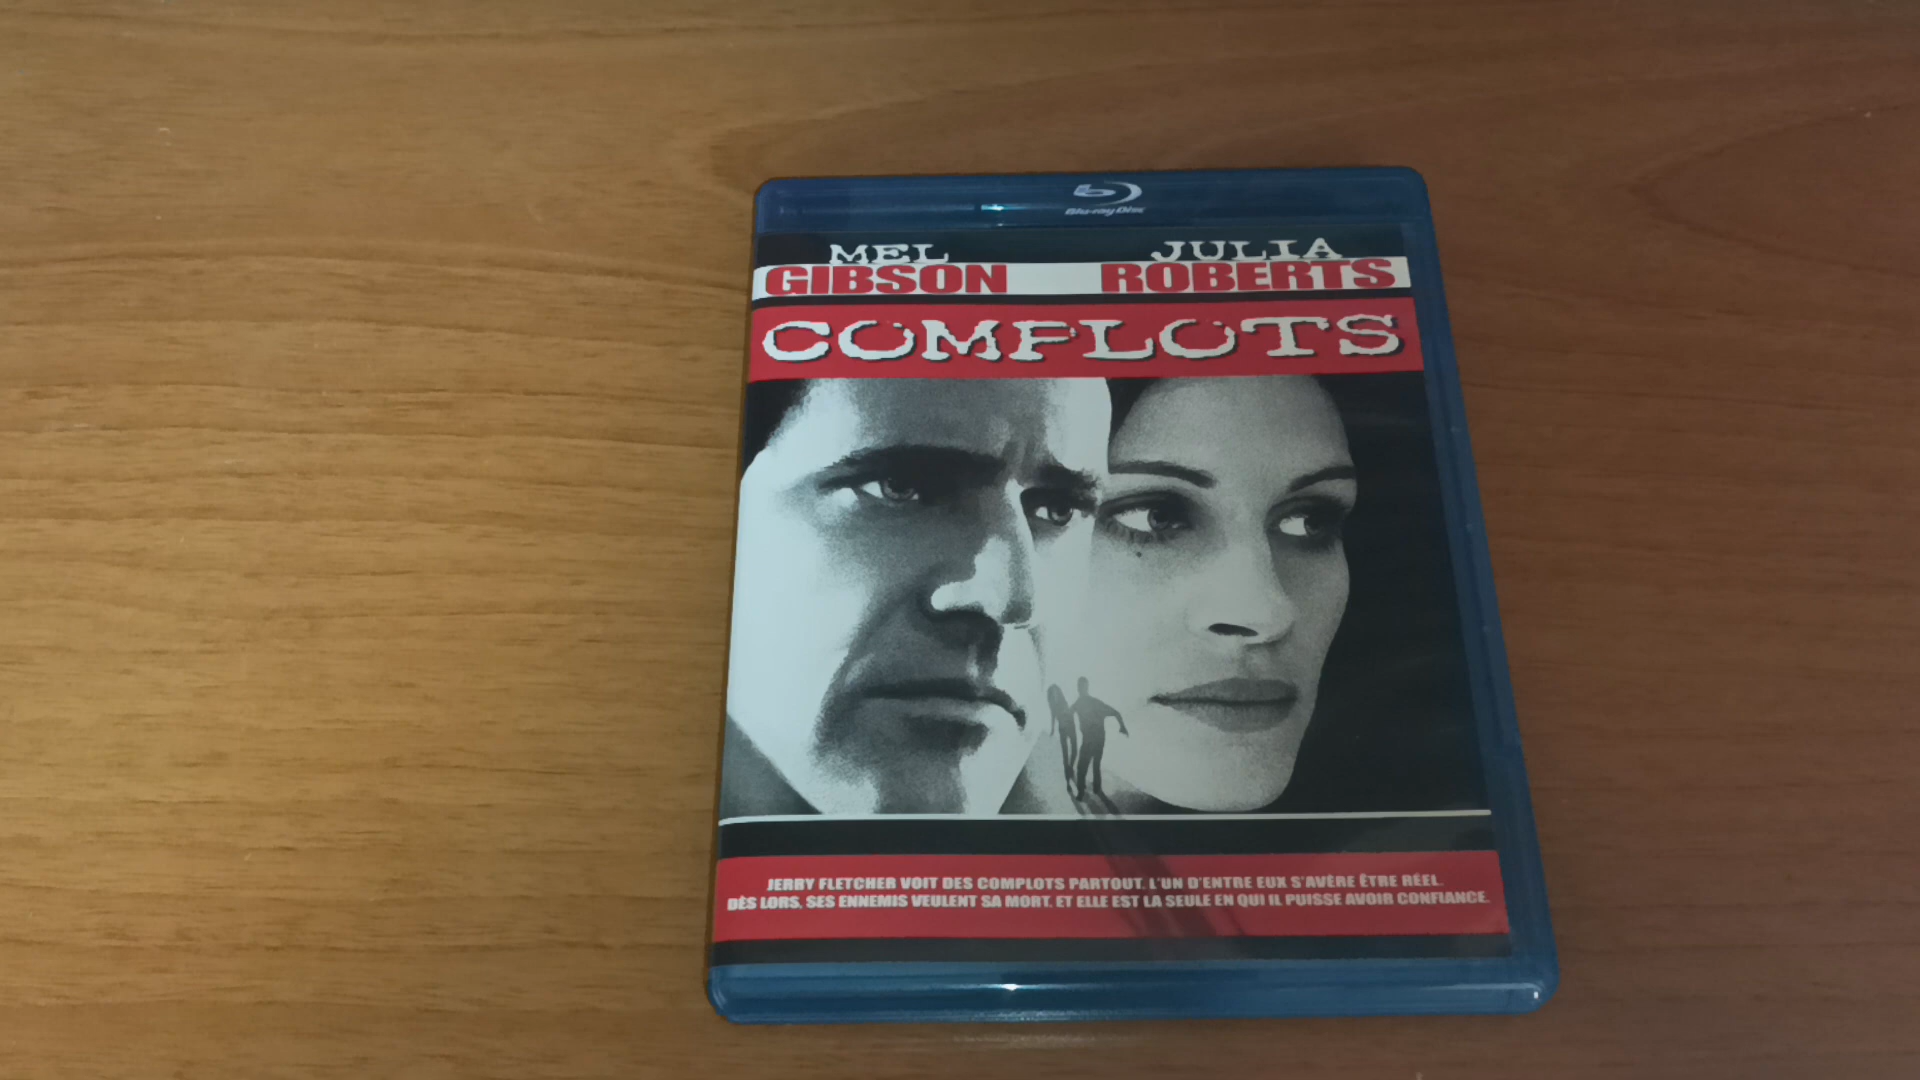 Blu-ray Disc
MEL JULIA
GIBSON ROBERTS
COMPLOTS
JERRY FLETCHER VOIT DES COMPLOTS PARTOUT. L'UN D'ENTRE EUX S'AVÈRE ÊTRE RÉEL.
DÈS LORS, SES ENNEMIS VEULENT SA MORT. ET ELLE EST LA SEULE EN QUI IL PUISSE AVOIR CONFIANCE.